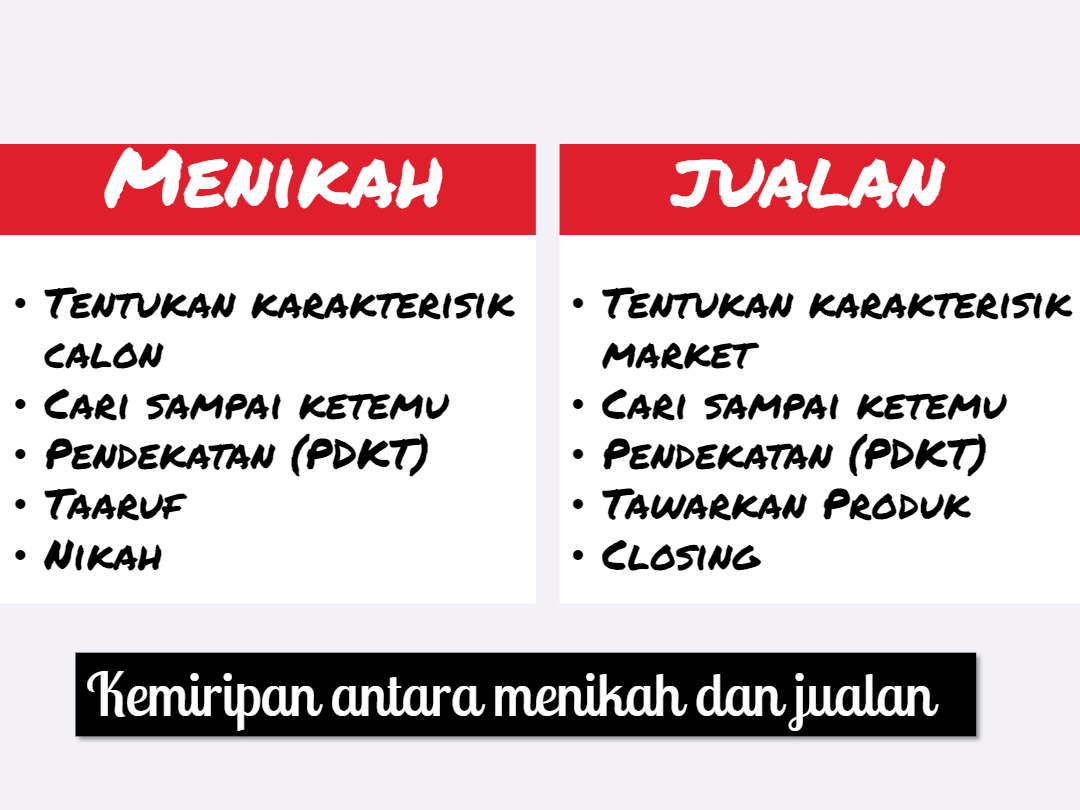 Menikah
• Tentukan karakterisik
calon
• Cari sampai ketemu
• Pendekatan (PDKT)
• Taaruf
• Nikah
jualan
• Tentukan karakterisik
market
• Cari sampai ketemu
• Pendekatan (PDKT)
• Tawarkan Produk
• Closing
Kemiripan antara menikah dan jualan